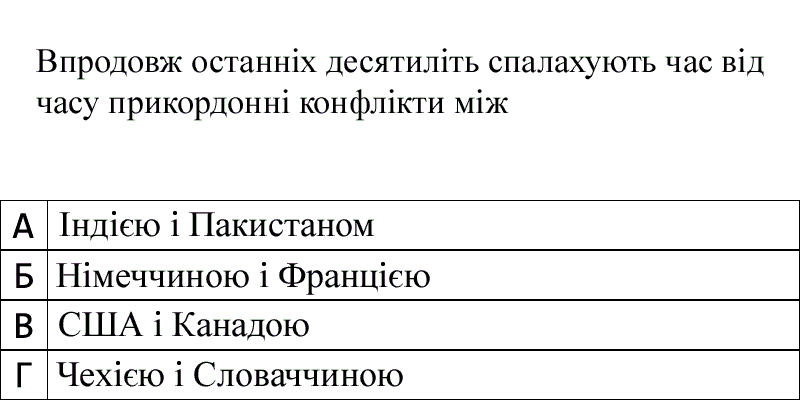 Впродовж останніх десятиліть спалахують час від
часу прикордонні конфлікти між
А Індією і Пакистаном
Б Німеччиною і Францією
В США і Канадою
Г Чехією і Словаччиною